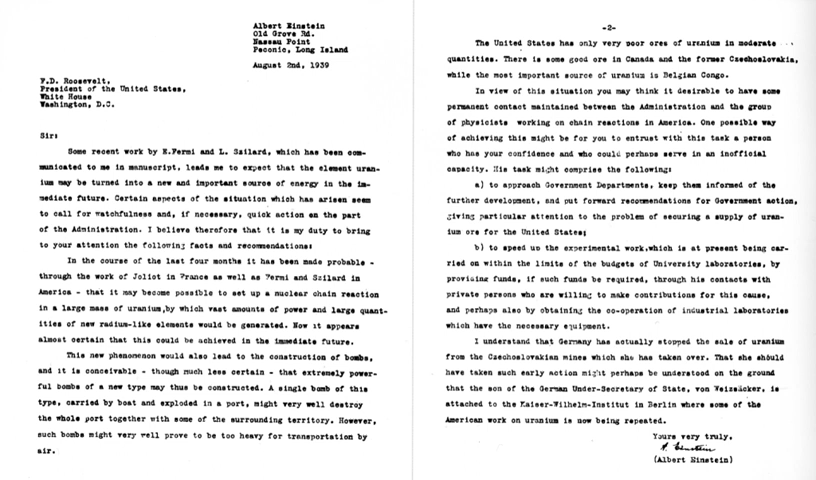 Albert Einstein
Old Grove Rd.
Nassau Point
Peconic, Long Island
August 2nd, 1939
F.D. Roosevelt,
President of the United States,
White House
Washington, D.C.
Sir:
Some recent work by E.Fermi and L. Szilard, which has been com-
municated to me in manuscript, leads me to expect that the element uran-
ium may be turned into a new and important source of energy in the im-
mediate future. Certain aspects of the situation which has arisen seem
to call for watchfulness and, if necessary, quick action on the part
of the Administration. I believe therefore that it is my duty to bring
to your attention the following facts and recommendations:
In the course of the last four months it has been made probable -
through the work of Joliot in France as well as Fermi and Szilard in
America - that it may become possible to set up a nuclear chain reaction
in a large mass of uranium,by which vast amounts of power and large quant-
ities of new radium-like elements would be generated. Now it appears
almost certain that this could be achieved in the immediate future.
This new phenomenon would also lead to the construction of bombs,
and it is conceivable - though much less certain - that extremely power-
ful bombs of a new type may thus be constructed. A single bomb of this
type, carried by boat and exploded in a port, might very well destroy
the whole port together with some of the surrounding territory. However,
such bombs might very well prove to be too heavy for transportation by
air.
-2-
The United States has only very poor ores of uranium in moderate
quantities. There is some good ore in Canada and the former Czechoslovakia,
while the most important source of uranium is Belgian Congo.
In view of this situation you may think it desirable to have some
permanent contact maintained between the Administration and the group
of physicists working on chain reactions in America. One possible way
of achieving this might be for you to entrust with this task a person
who has your confidence and who could perhaps serve in an inofficial
capacity. His task might comprise the following:
a) to approach Government Departments, keep them informed of the
further development, and put forward recommendations for Government action,
giving particular attention to the problem of securing a supply of uran-
ium ore for the United States;
b) to speed up the experimental work,which is at present being car-
ried on within the limits of the budgets of University laboratories, by
providing funds, if such funds be required, through his contacts with
private persons who are willing to make contributions for this cause,
and perhaps also by obtaining the co-operation of industrial laboratories
which have the necessary equipment.
I understand that Germany has actually stopped the sale of uranium
from the Czechoslovakian mines which she has taken over. That she should
have taken such early action might perhaps be understood on the ground
that the son of the German Under-Secretary of State, von Weizsäcker, is
attached to the Kaiser-Wilhelm-Institut in Berlin where some of the
American work on uranium is now being repeated.
Yours very truly.
A. Einstein
(Albert Einstein)